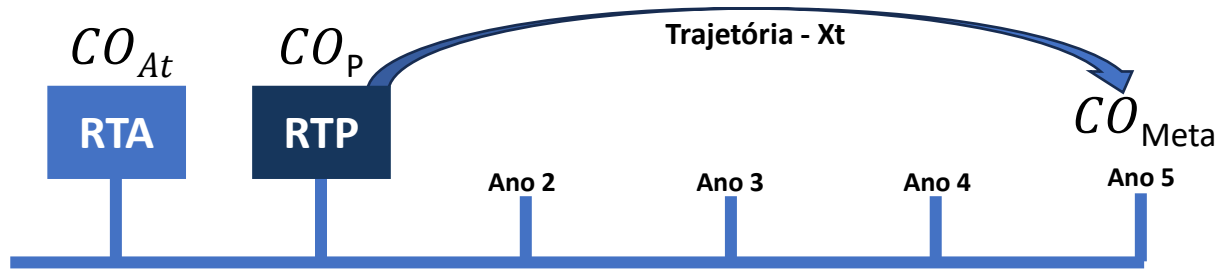 Trajetória - Xt
CO_At
CO_P
CO_Meta
RTA
RTP
Ano 2
Ano 3
Ano 4
Ano 5